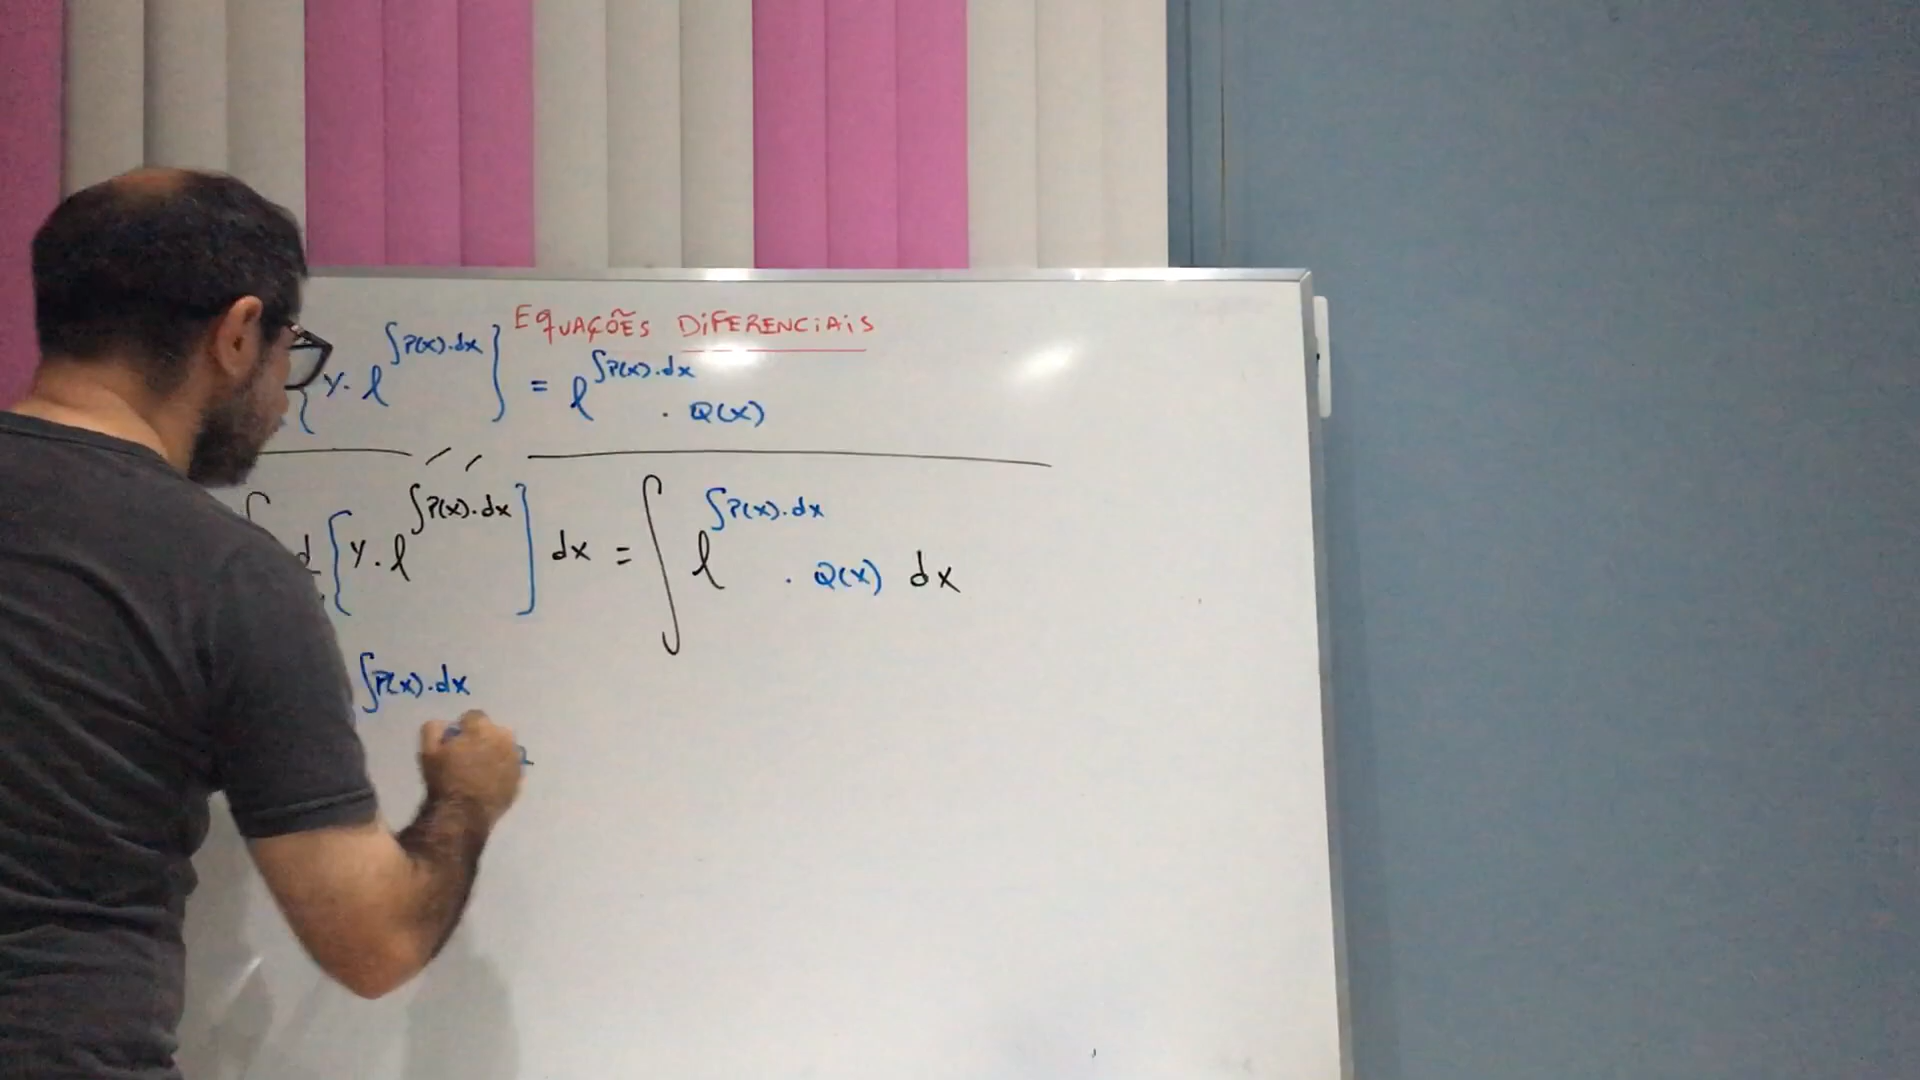 EQUAÇÕES DIFERENCIAIS
{y. e^∫P(x).dx} = e^∫P(x).dx . Q(x)
∫ d [y. e^∫P(x).dx] dx = ∫ e^∫P(x).dx . Q(x) dx
∫P(x).dx